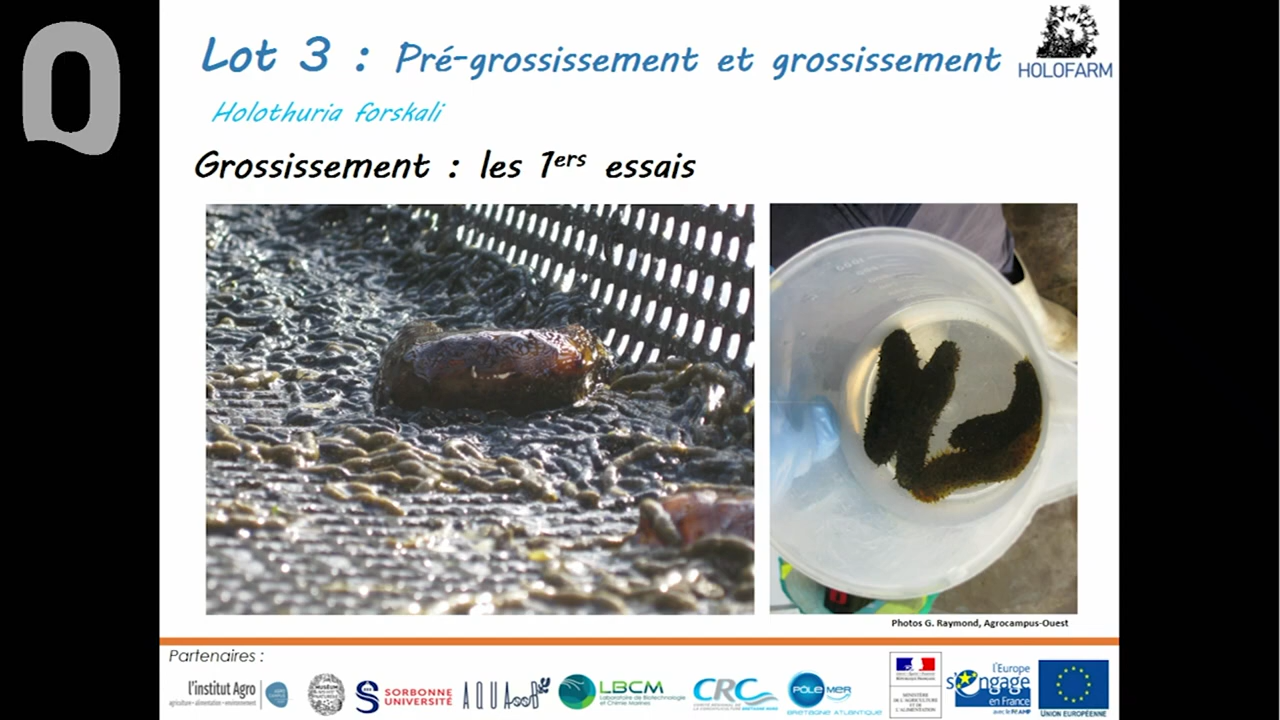 Lot 3 : Pré-grossissement et grossissement
HOLOFARM
Holothuria forskali
Grossissement : les 1ers essais
Photos G. Raymond, Agrocampus-Ouest
Partenaires :
l'institut Agro
agriculture • alimentation • environnement
MUSÉUM
SORBONNE
UNIVERSITÉ
AQUA
LBCM
Laboratoire de Biotechnologie
et Chimie Marines
CRC
PÔLE MER
BRETAGNE ATLANTIQUE
MINISTÈRE
DE L'AGRICULTURE
ET DE
L'ALIMENTATION
l'Europe
s'engage
en France
avec le FEAMP
UNION EUROPÉENNE